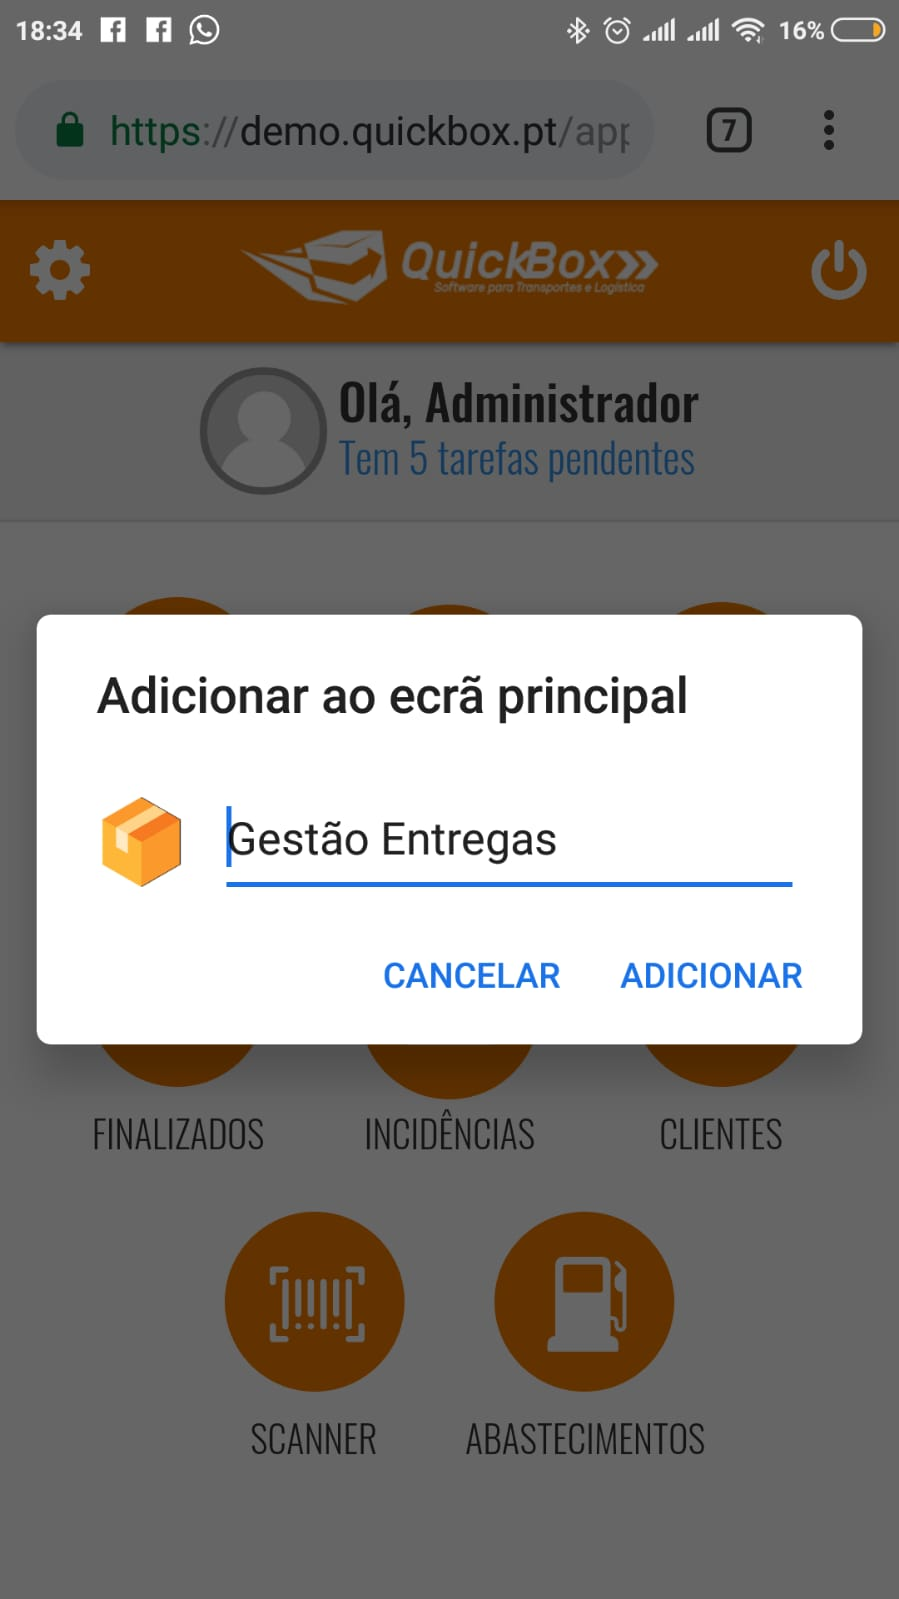 18:34
16%
https://demo.quickbox.pt/app
7
QuickBox
Software para Transportes e Logística
Olá, Administrador
Tem 5 tarefas pendentes
Adicionar ao ecrã principal
Gestão Entregas
CANCELAR ADICIONAR
FINALIZADOS INCIDÊNCIAS CLIENTES
SCANNER ABASTECIMENTOS